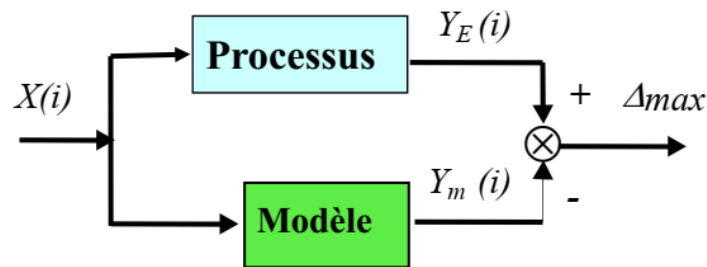 X(i)
Processus
Y_E (i)
+
Δmax
Modèle
Y_m (i)
-